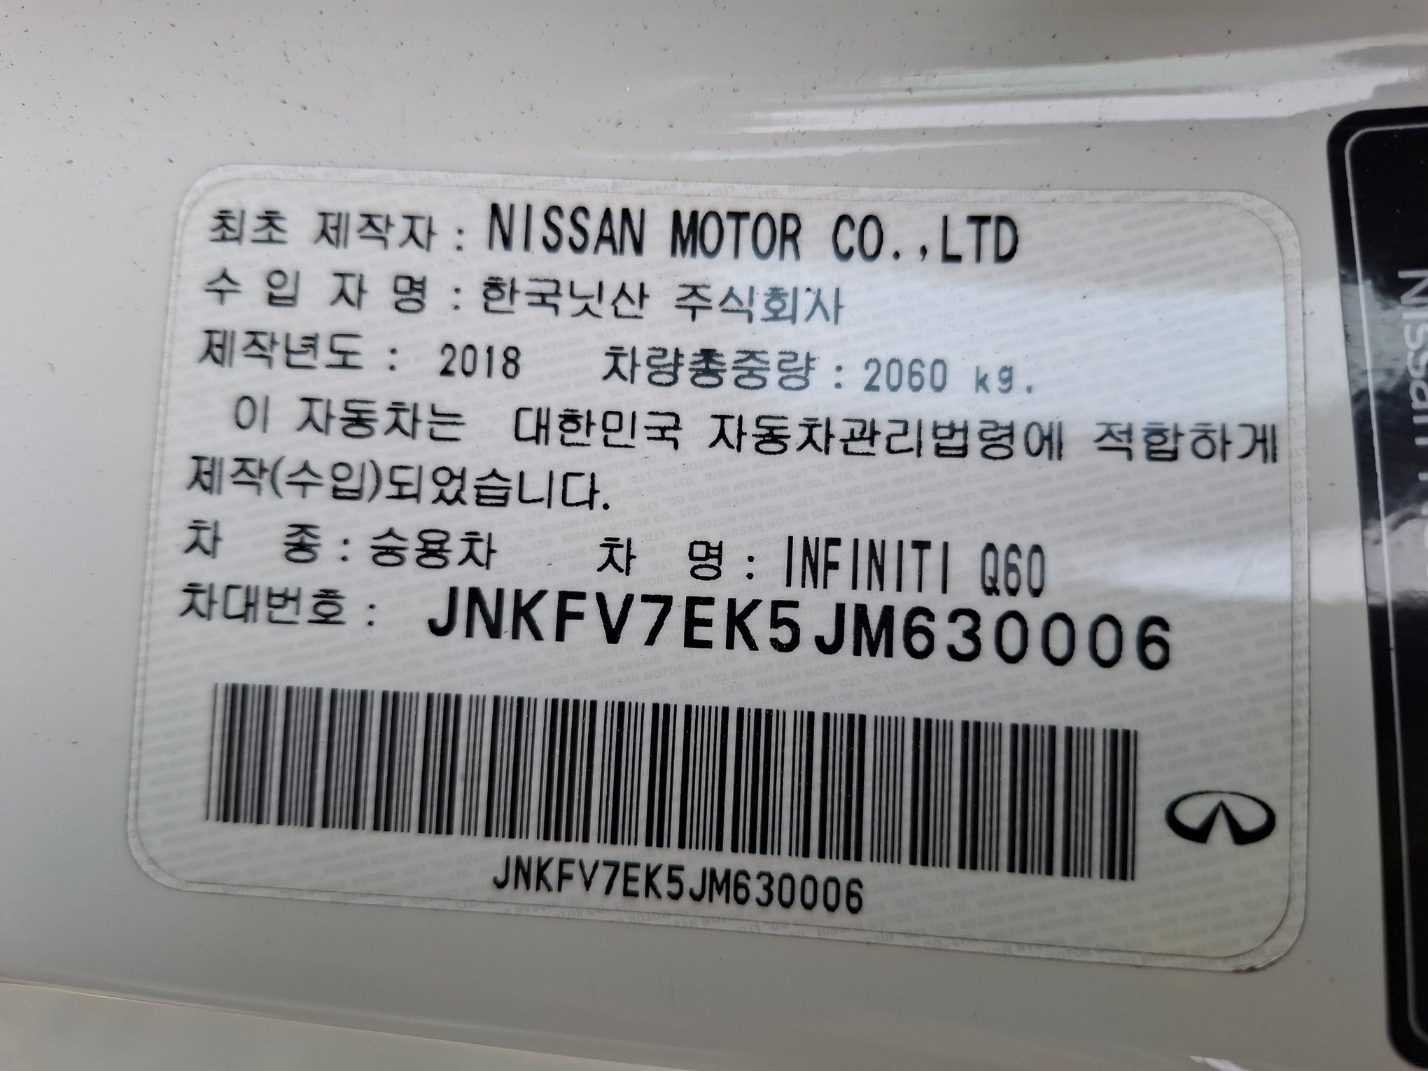 최초 제작자 : NISSAN MOTOR CO.,LTD
수 입 자 명 : 한국닛산 주식회사
제작년도 : 2018 차량총중량 : 2060 kg.
이 자동차는 대한민국 자동차관리법령에 적합하게
제작(수입)되었습니다.
차 종 : 승용차 차 명 : INFINITI Q60
차대번호 : JNKFV7EK5JM630006
JNKFV7EK5JM630006
Nissan